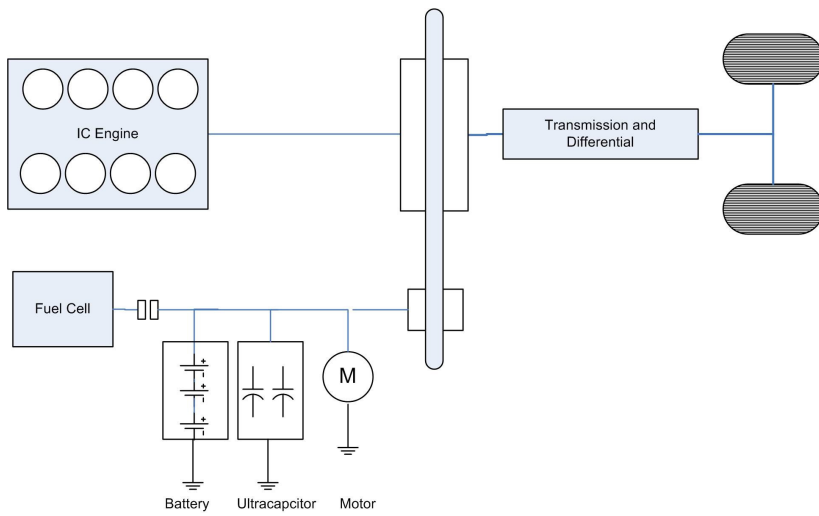 IC Engine
Transmission and
Differential
Fuel Cell
M
Battery
Ultracapcitor
Motor